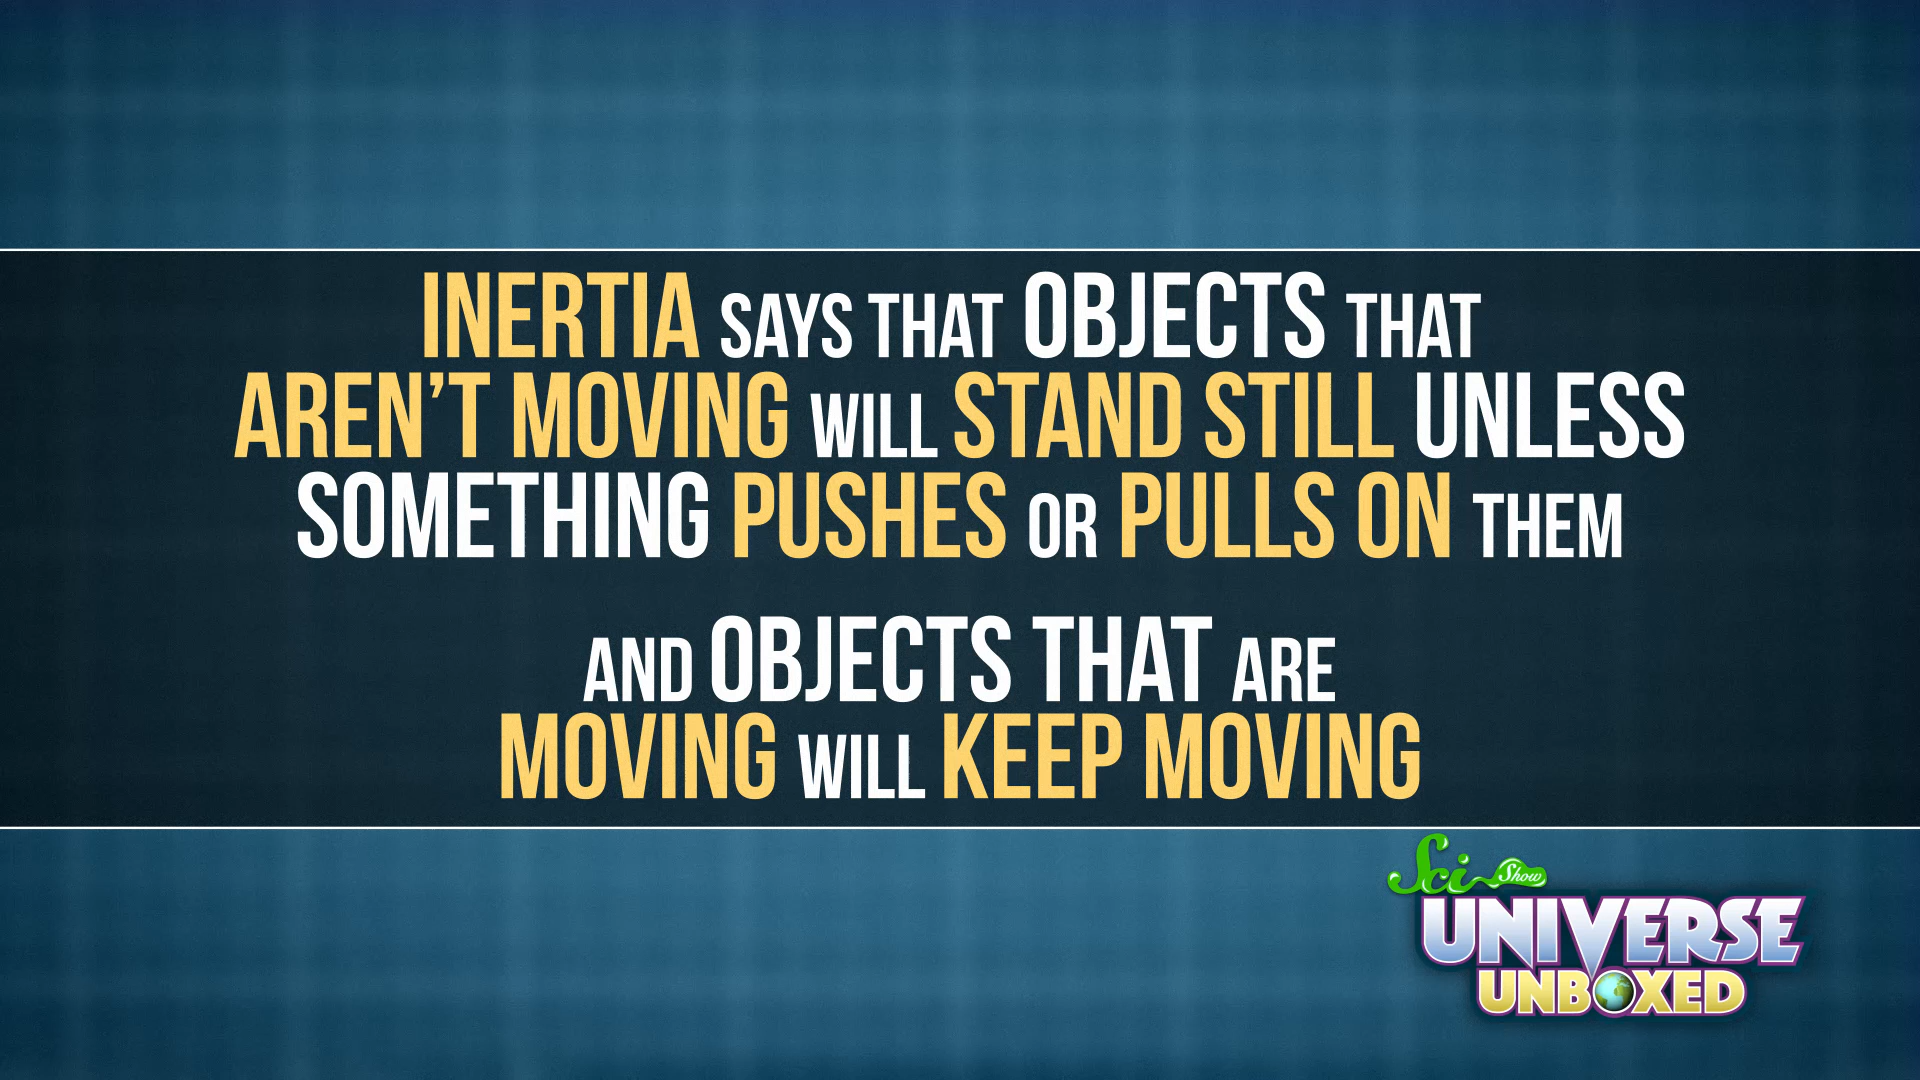 INERTIA SAYS THAT OBJECTS THAT
AREN'T MOVING WILL STAND STILL UNLESS
SOMETHING PUSHES OR PULLS ON THEM
AND OBJECTS THAT ARE
MOVING WILL KEEP MOVING
Sci Show
UNIVERSE
UNBOXED